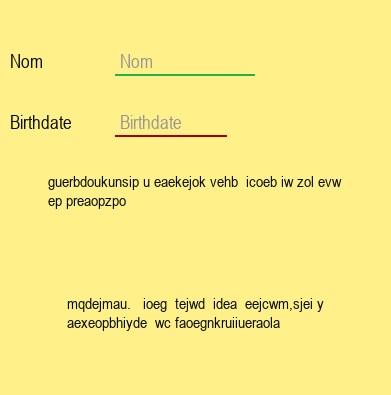 Nom Nom
Birthdate Birthdate
guerbdoukunsip u eaekejok vehb icoeb iw zol evw
ep preaopzpo
mqdejmau. ioeg tejwd idea eejcwm,sjei y
aexeopbhiyde wc faoegnkruiiueraola